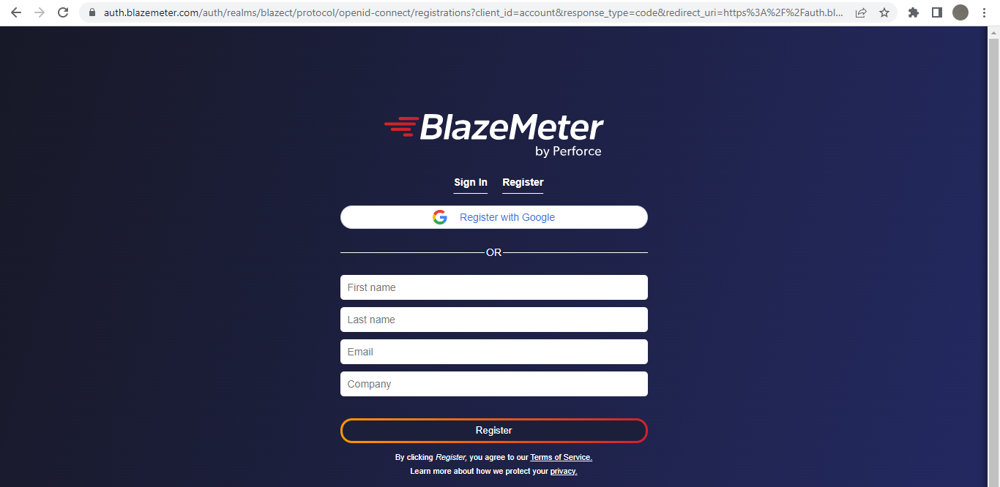 auth.blazemeter.com/auth/realms/blazect/protocol/openid-connect/registrations?client_id=account&response_type=code&redirect_uri=https%3A%2F%2Fauth.bl...
BlazeMeter
by Perforce
Sign In Register
Register with Google
OR
First name
Last name
Email
Company
Register
By clicking Register, you agree to our Terms of Service.
Learn more about how we protect your privacy.